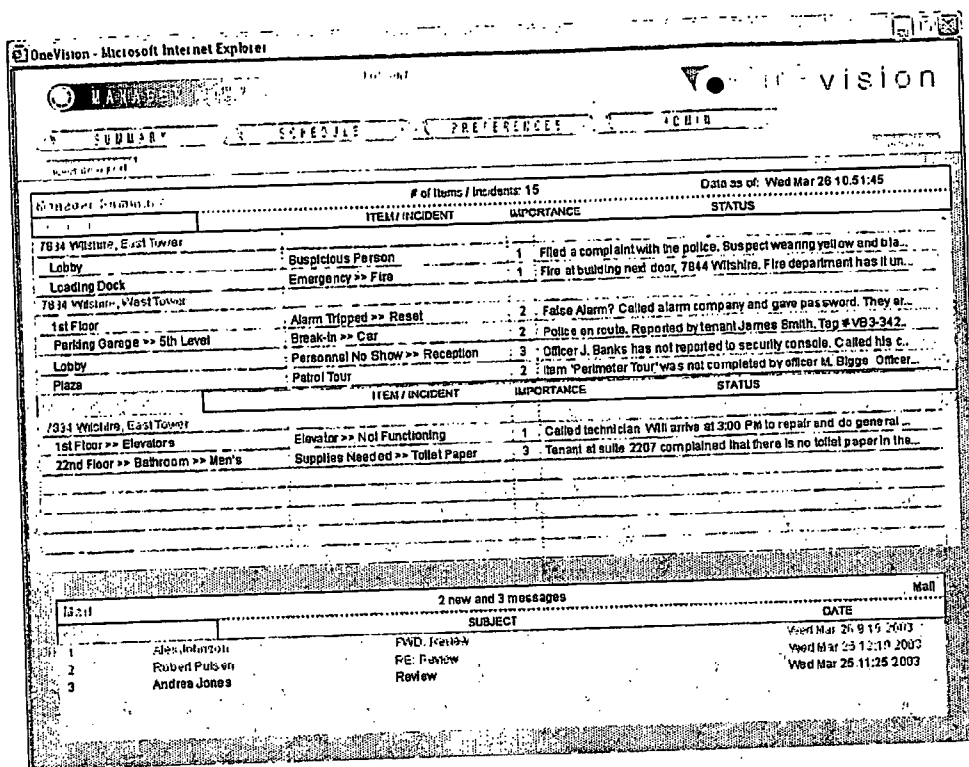 OneVision - Microsoft Internet Explorer
vision
SUMMARY SCHEDULE PREFERENCES ADMIN
Manager Summary # of Items / Incidents: 15 Data as of: Wed Mar 26 10:51:45
ITEM / INCIDENT IMPORTANCE STATUS
7834 Wilshire, East Tower
Lobby Suspicious Person 1 Filed a complaint with the police. Suspect wearing yellow and bla...
Loading Dock Emergency >> Fire 1 Fire at building next door, 7844 Wilshire. Fire department has it un...
7834 Wilshire, West Tower
1st Floor Alarm Tripped >> Reset 2 False Alarm? Called alarm company and gave password. They ar...
Parking Garage >> 5th Level Break-In >> Car 2 Police en route. Reported by tenant James Smith, Tag # VB3-342..
Lobby Personnel No Show >> Reception 3 Officer J. Banks has not reported to security console. Called his c..
Plaza Patrol Tour 2 Item 'Perimeter Tour' was not completed by officer M. Biggs Officer...
ITEM / INCIDENT IMPORTANCE STATUS
7834 Wilshire, East Tower
1st Floor >> Elevators Elevator >> Not Functioning 1 Called technician Will arrive at 3:00 PM to repair and do general ...
22nd Floor >> Bathroom >> Men's Supplies Needed >> Toilet Paper 3 Tenant at suite 2207 complained that there is no toilet paper in the...
Mail 2 new and 3 messages Mail
SUBJECT DATE
1 Alex Johnson FWD: Review Wed Mar 26 9:15 2003
2 Robert Pulsen RE: Review Wed Mar 25 12:19 2003
3 Andrea Jones Review Wed Mar 25 11:25 2003